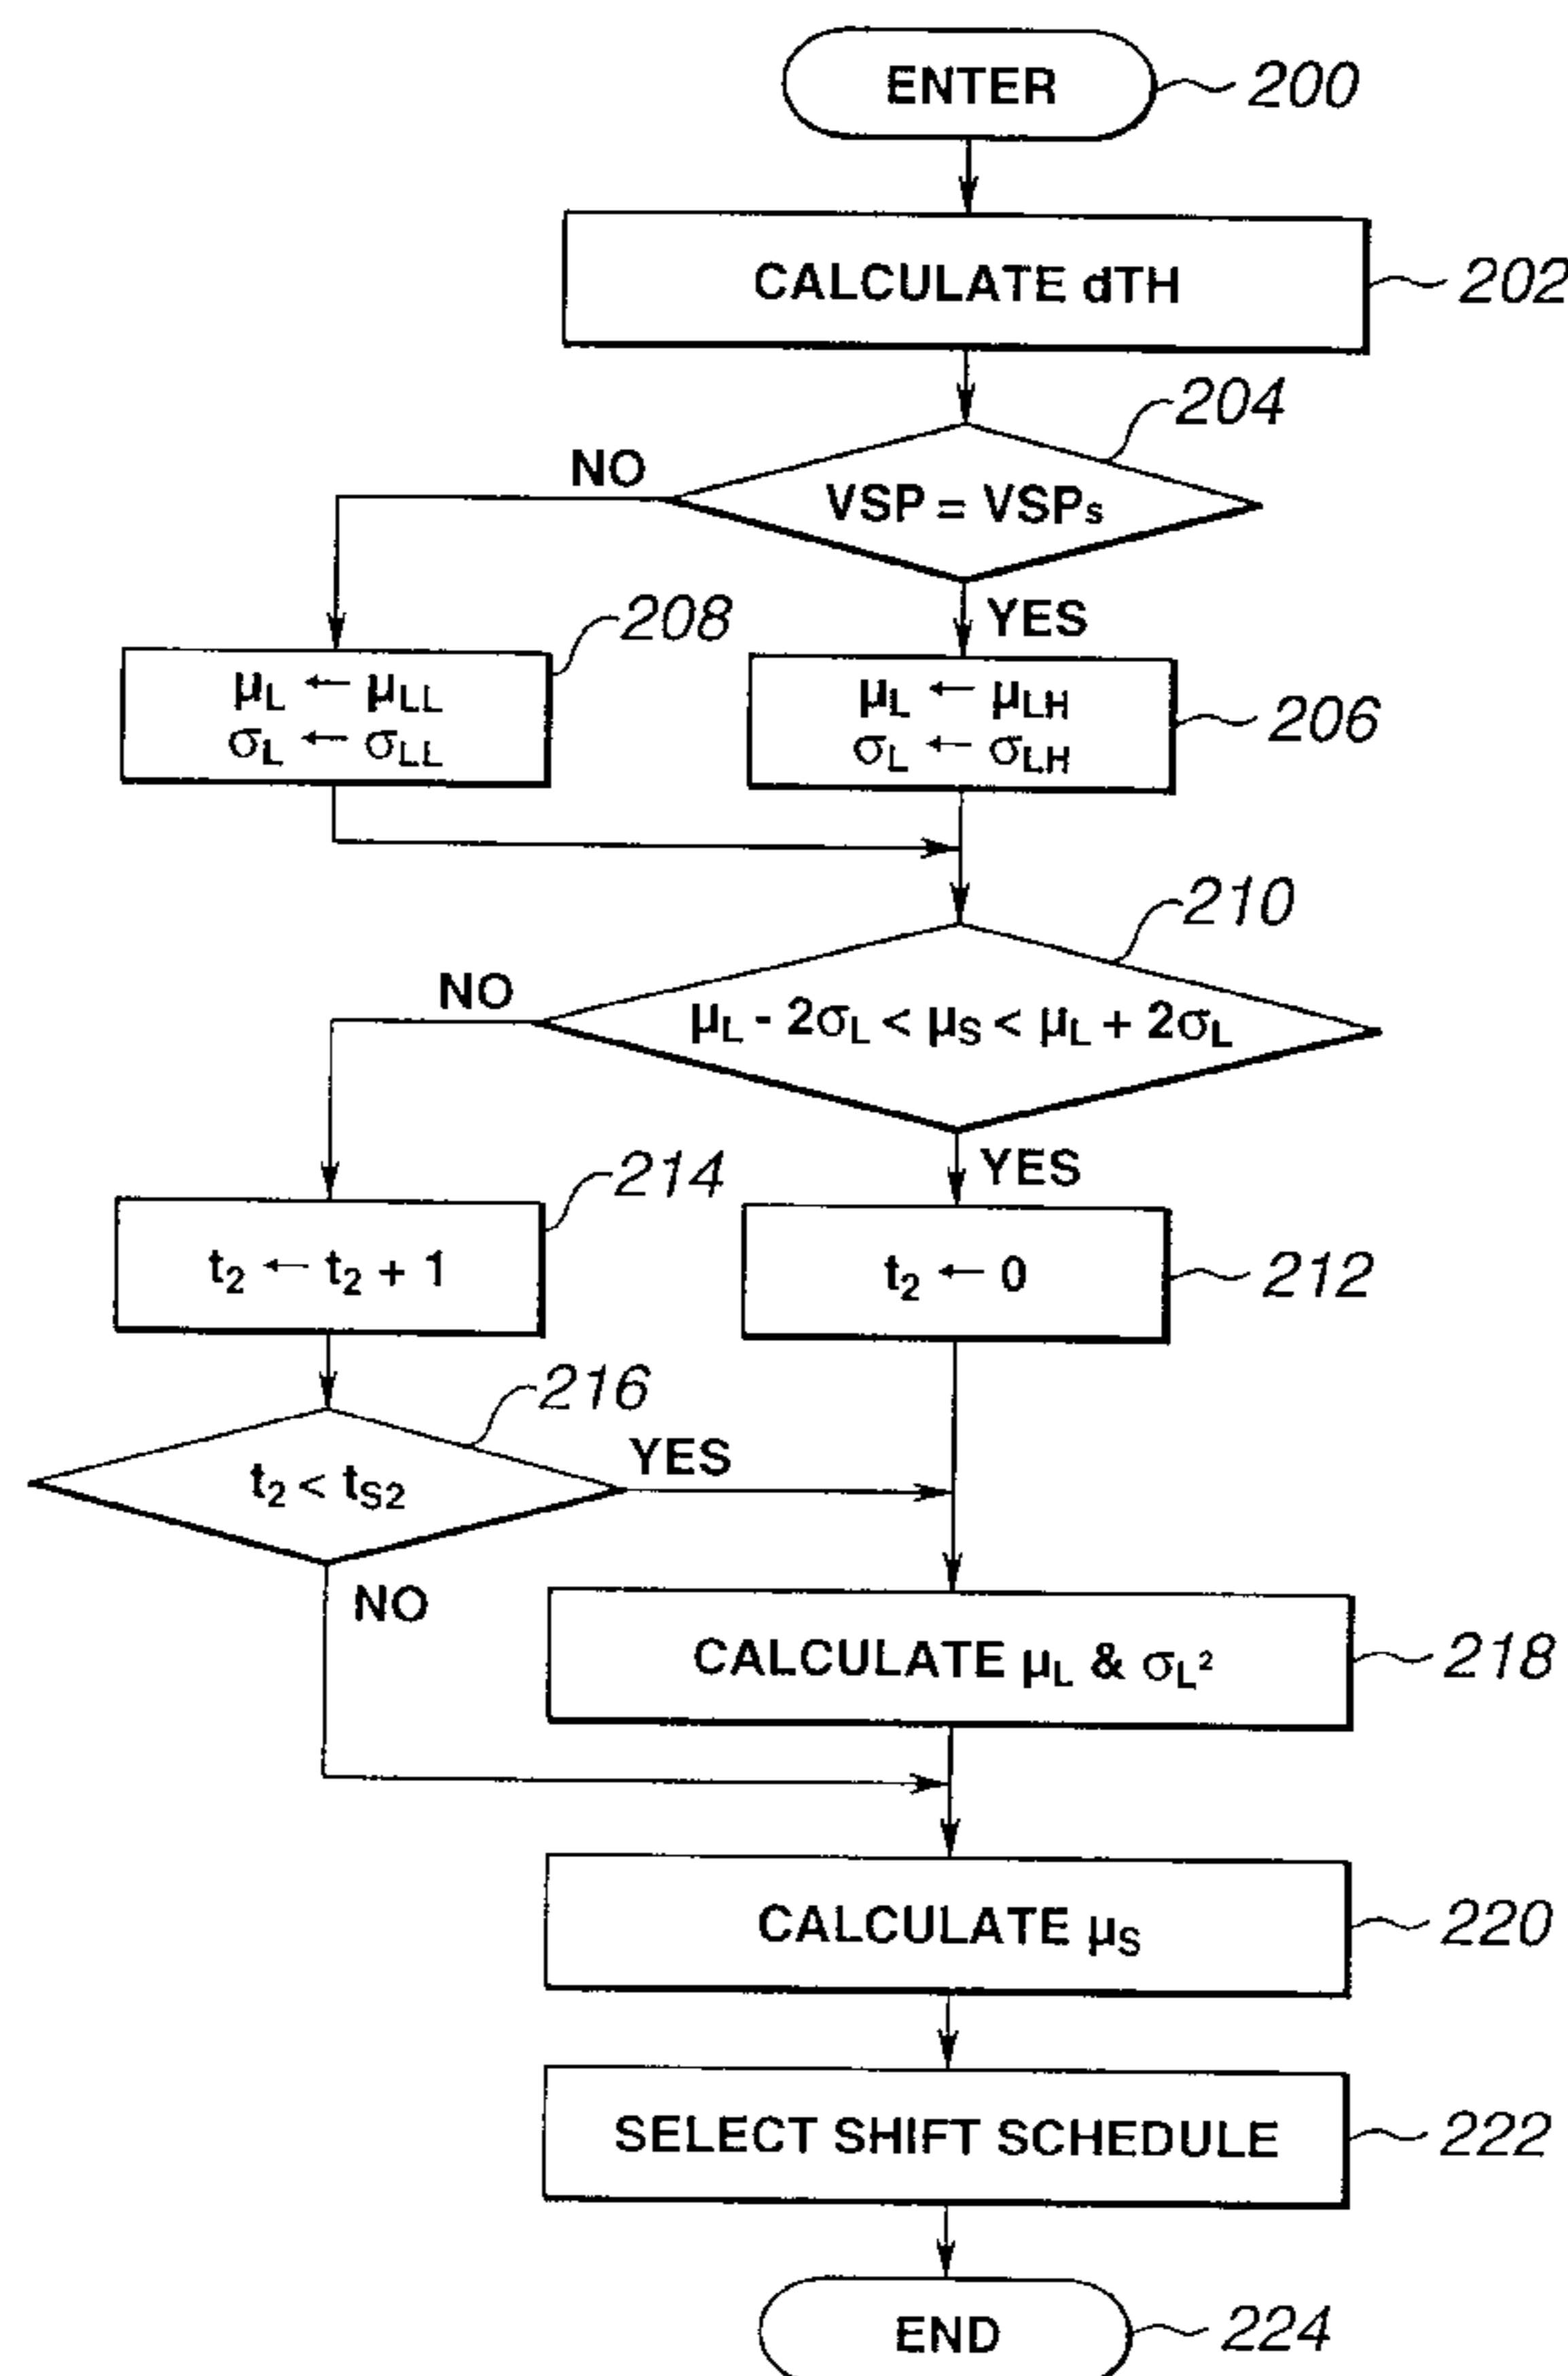 ENTER
200
CALCULATE dTH
202
204
NO
VSP = VSPs
YES
208
μL ← μLL
σL ← σLL
μL ← μLH
σL ← σLH
206
210
NO
μL - 2σL < μS < μL + 2σL
YES
214
t2 ← t2 + 1
t2 ← 0
212
216
YES
t2 < tS2
NO
CALCULATE μL & σL²
218
CALCULATE μS
220
SELECT SHIFT SCHEDULE
222
END
224